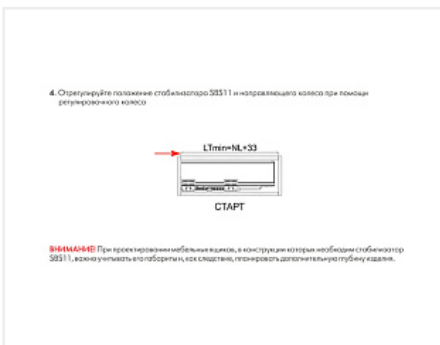 4. Отрегулируйте положение стабилизатора SBS11 и направляющего колеса при помощи
регулировочного колеса
LTmin=NL+33
СТАРТ
ВНИМАНИЕ! При проектировании мебельных ящиков, в конструкции которых необходим стабилизатор
SBS11, важно учитывать его габариты и, как следствие, планировать дополнительную глубину изделия.